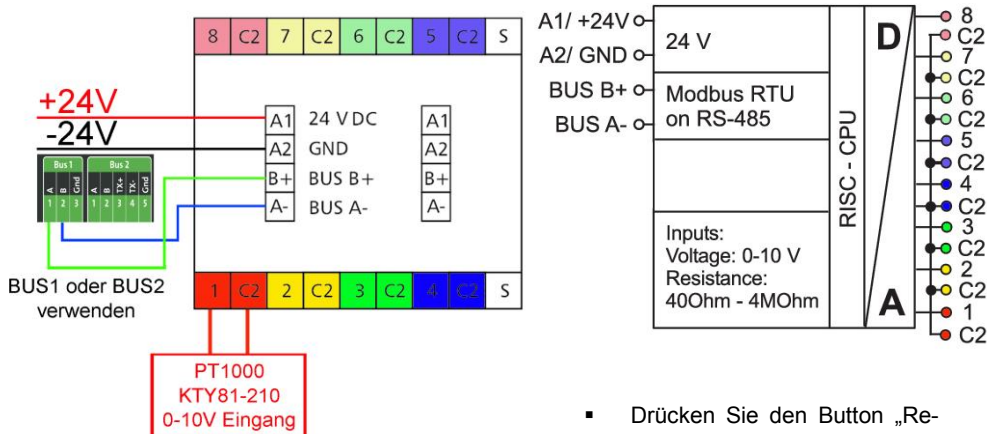 8 C2 7 C2 6 C2 5 C2 S
+24V
-24V
A1 24 V DC A1
A2 GND A2
B+ BUS B+ B+
A- BUS A- A-
Bus 1 Bus 2
A B Gnd A B TX+ TX- Gnd
1 2 3 1 2 3 4 5
BUS1 oder BUS2
verwenden
1 C2 2 C2 3 C2 4 C2 S
PT1000
KTY81-210
0-10V Eingang
A1/ +24V
A2/ GND
BUS B+
BUS A-
24 V
Modbus RTU
on RS-485
Inputs:
Voltage: 0-10 V
Resistance:
40Ohm - 4MOhm
RISC - CPU
D
A
8
C2
7
C2
6
C2
5
C2
4
C2
3
C2
2
C2
1
C2
▪ Drücken Sie den Button „Re-